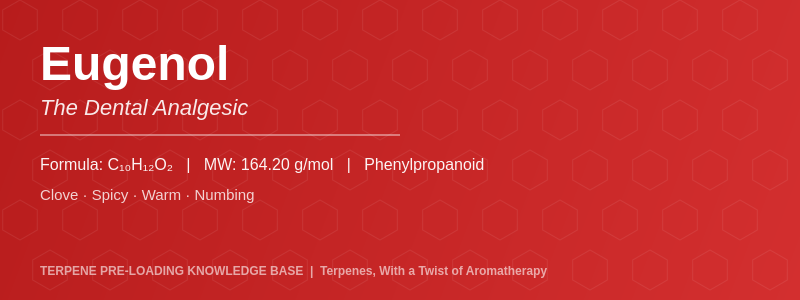 Eugenol
The Dental Analgesic
Formula: C₁₀H₁₂O₂ | MW: 164.20 g/mol | Phenylpropanoid
Clove · Spicy · Warm · Numbing
TERPENE PRE-LOADING KNOWLEDGE BASE | Terpenes, With a Twist of Aromatherapy